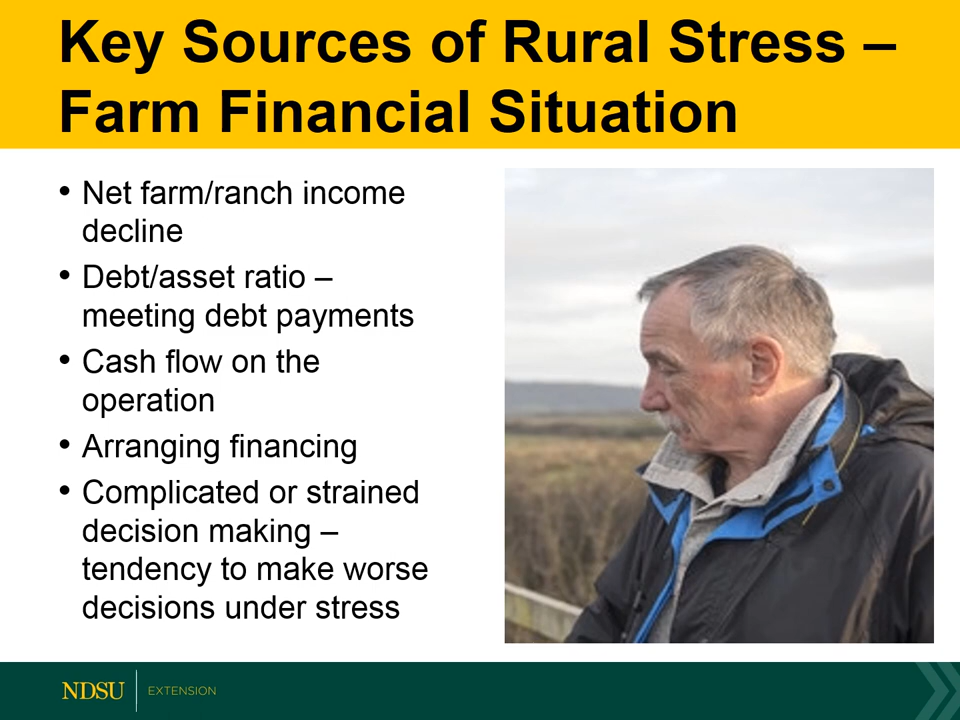 Key Sources of Rural Stress –
Farm Financial Situation
• Net farm/ranch income
decline
• Debt/asset ratio –
meeting debt payments
• Cash flow on the
operation
• Arranging financing
• Complicated or strained
decision making –
tendency to make worse
decisions under stress
NDSU EXTENSION